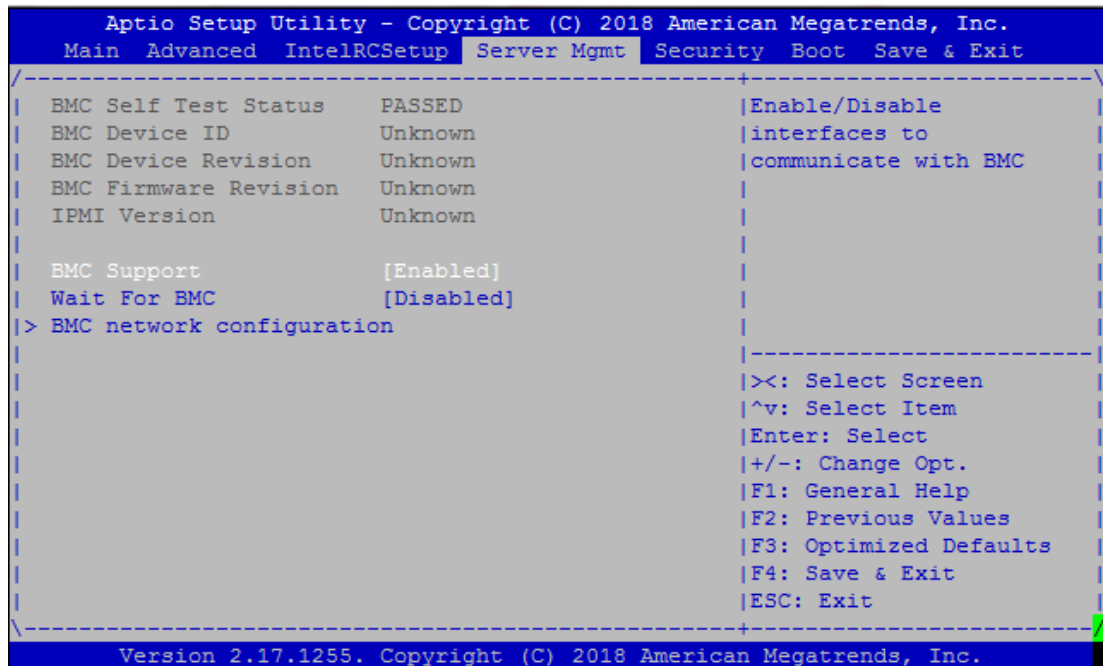 Aptio Setup Utility - Copyright (C) 2018 American Megatrends, Inc.
Main Advanced IntelRCSetup Server Mgmt Security Boot Save & Exit
/----------------------------------------------------+-------------------------\
| BMC Self Test Status PASSED |Enable/Disable |
| BMC Device ID Unknown |interfaces to |
| BMC Device Revision Unknown |communicate with BMC |
| BMC Firmware Revision Unknown | |
| IPMI Version Unknown | |
| | |
| BMC Support [Enabled] | |
| Wait For BMC [Disabled] | |
|> BMC network configuration | |
| |-------------------------|
| |><: Select Screen |
| |^v: Select Item |
| |Enter: Select |
| |+/-: Change Opt. |
| |F1: General Help |
| |F2: Previous Values |
| |F3: Optimized Defaults |
| |F4: Save & Exit |
| |ESC: Exit |
\----------------------------------------------------+-------------------------/
Version 2.17.1255. Copyright (C) 2018 American Megatrends, Inc.